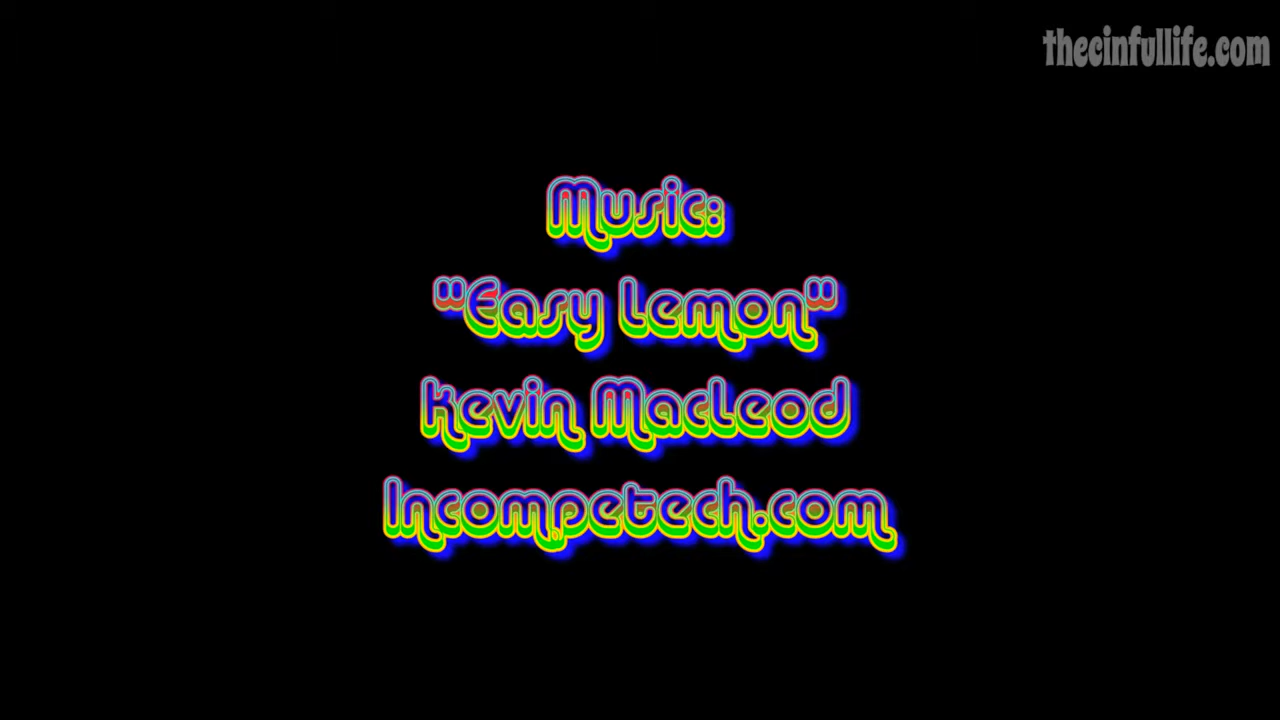 thecinfullife.com
Music:
"Easy Lemon"
Kevin MacLeod
Incompetech.com